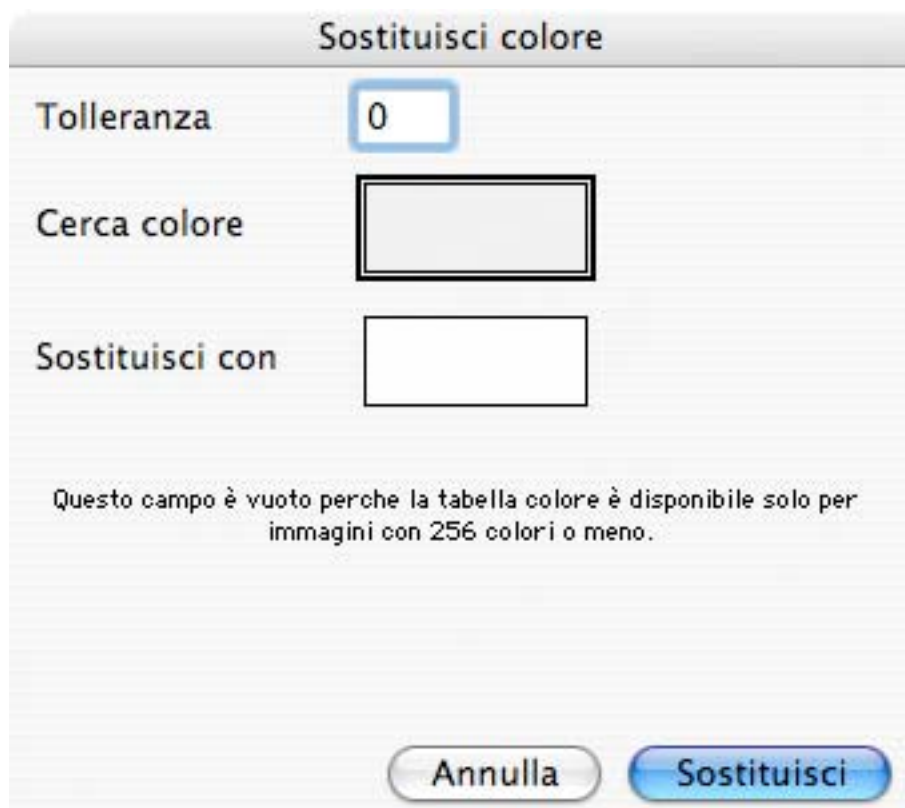 Sostituisci colore
Tolleranza 0
Cerca colore
Sostituisci con
Questo campo è vuoto perche la tabella colore è disponibile solo per
immagini con 256 colori o meno.
Annulla Sostituisci